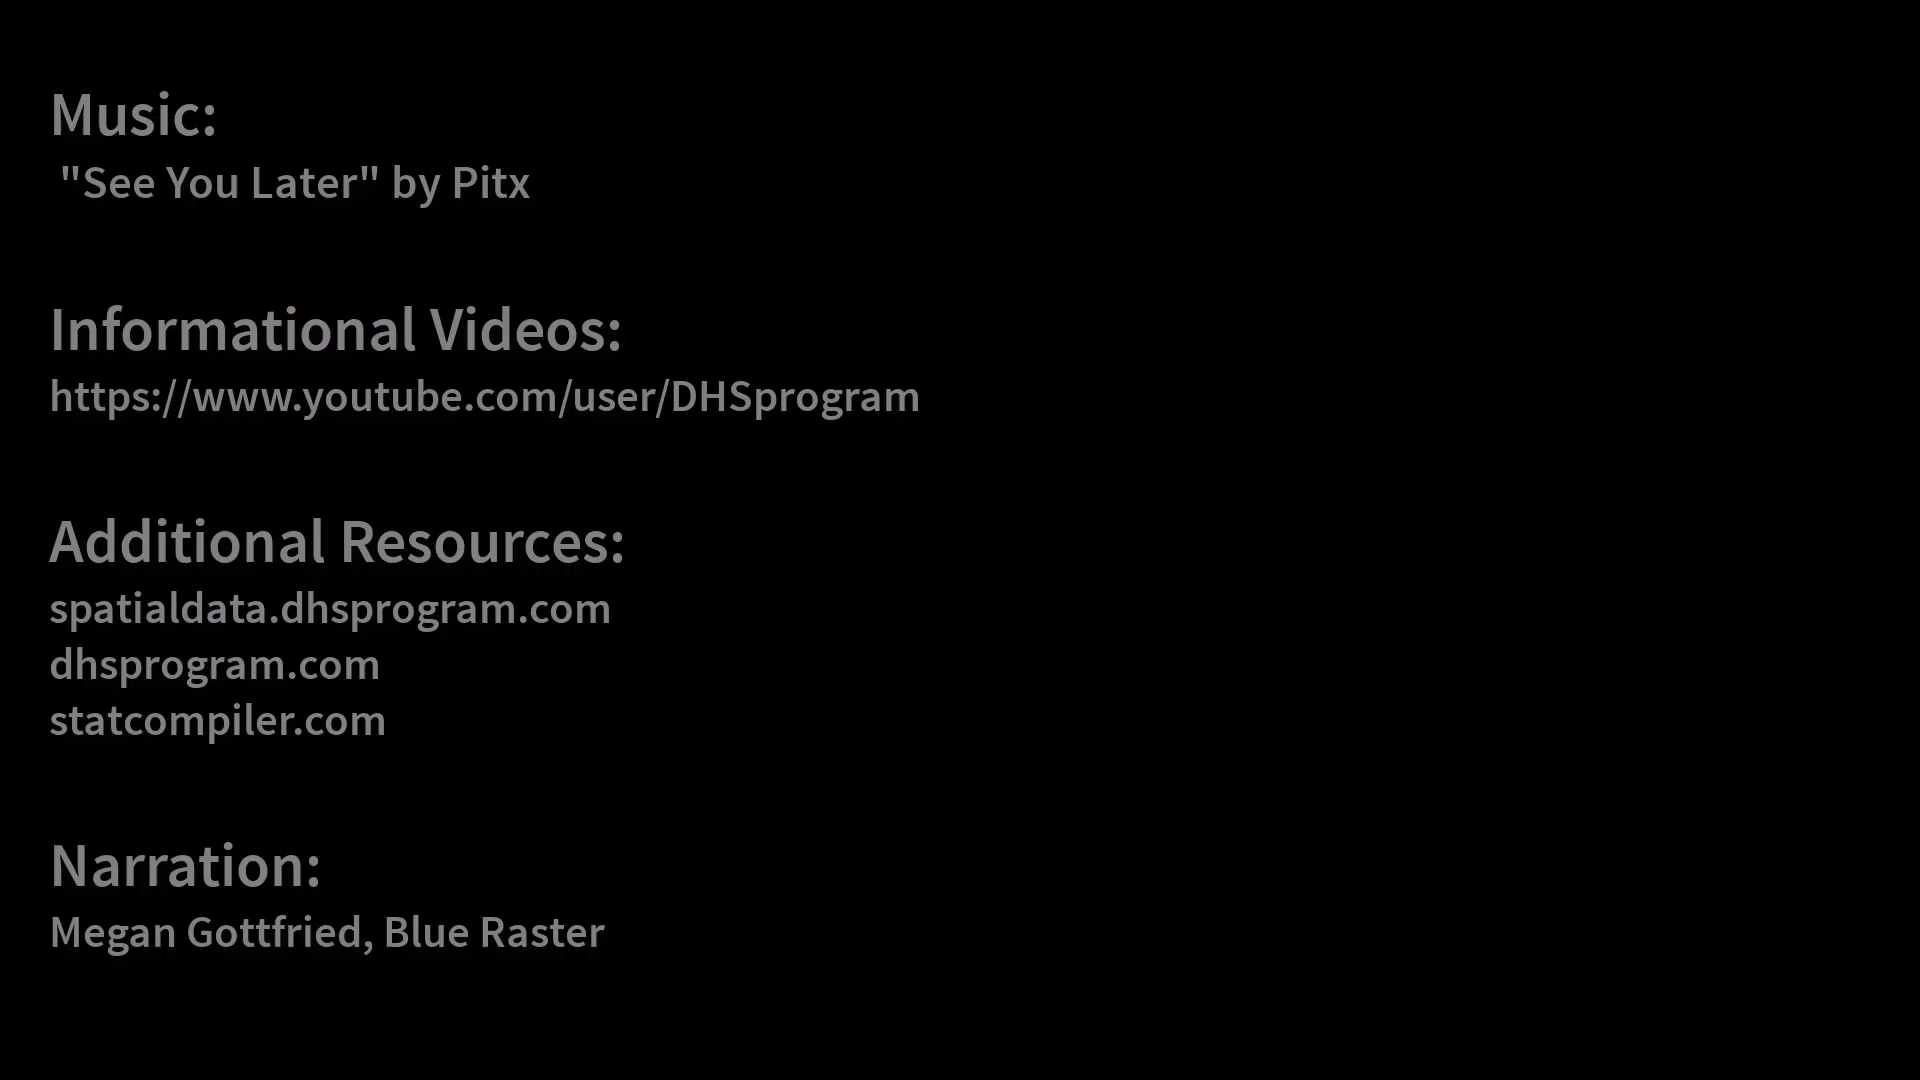 Music:
"See You Later" by Pitx
Informational Videos:
https://www.youtube.com/user/DHSprogram
Additional Resources:
spatialdata.dhsprogram.com
dhsprogram.com
statcompiler.com
Narration:
Megan Gottfried, Blue Raster